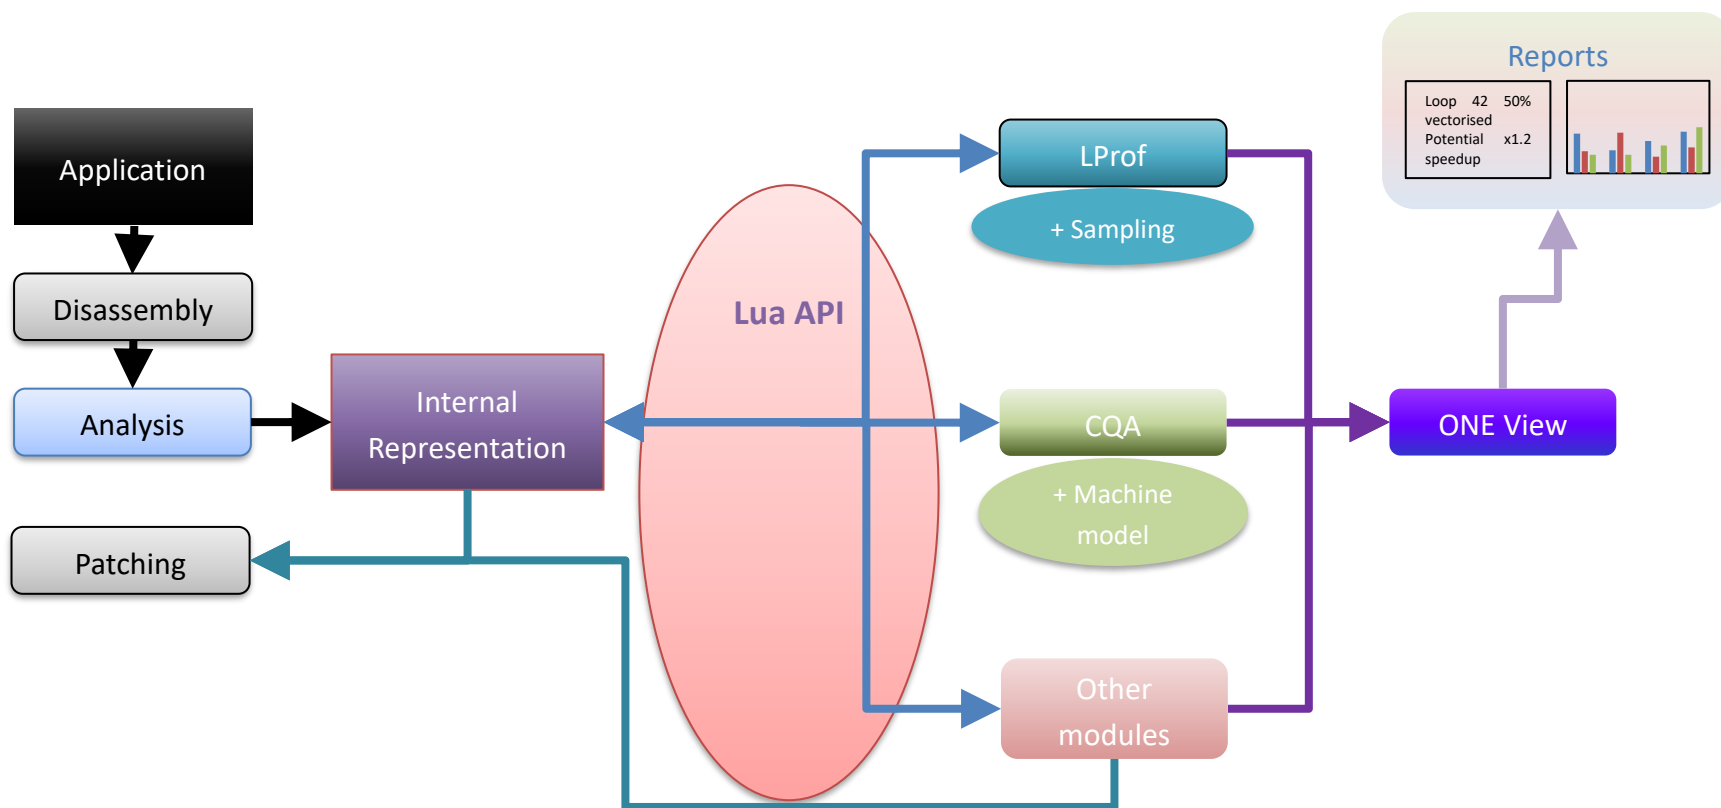 Reports
Loop 42 50%
vectorised
Potential x1.2
speedup
Application
LProf
+ Sampling
Disassembly
Lua API
Internal
Representation
Analysis
CQA
ONE View
+ Machine
model
Patching
Other
modules